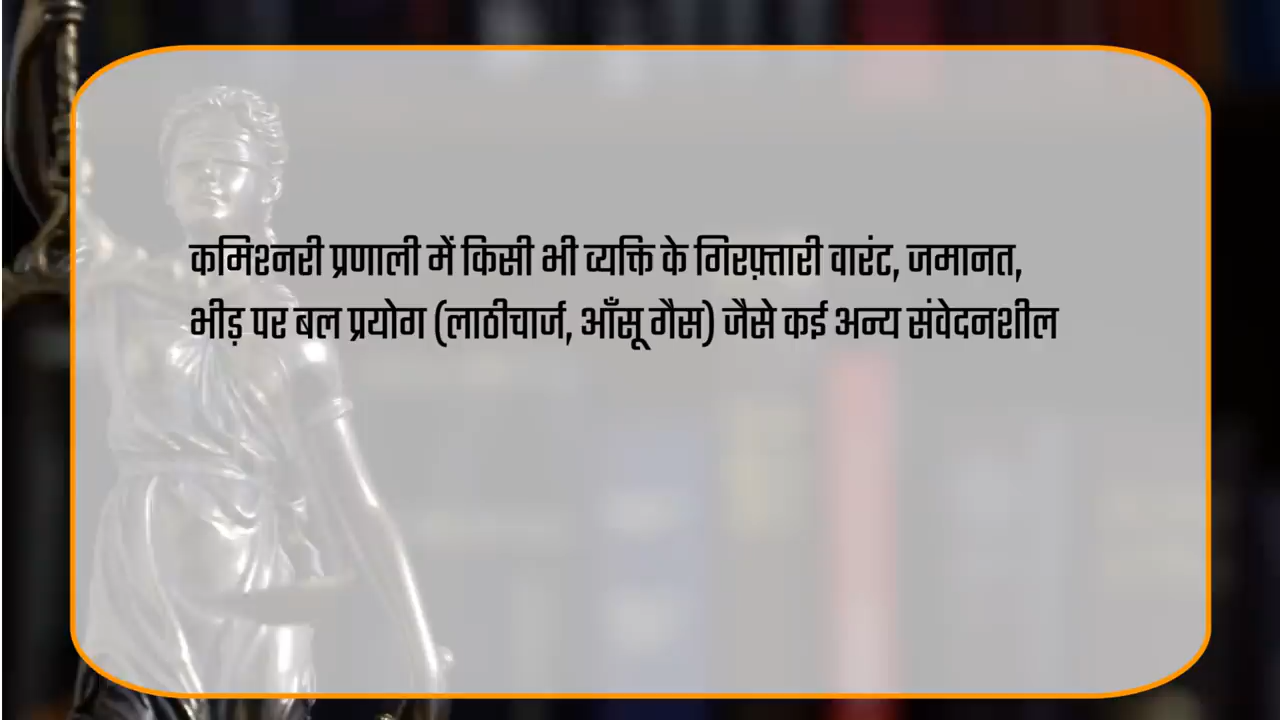 कमिश्नरी प्रणाली में किसी भी व्यक्ति के गिरफ़्तारी वारंट, जमानत,
भीड़ पर बल प्रयोग (लाठीचार्ज, आँसू गैस) जैसे कई अन्य संवेदनशील